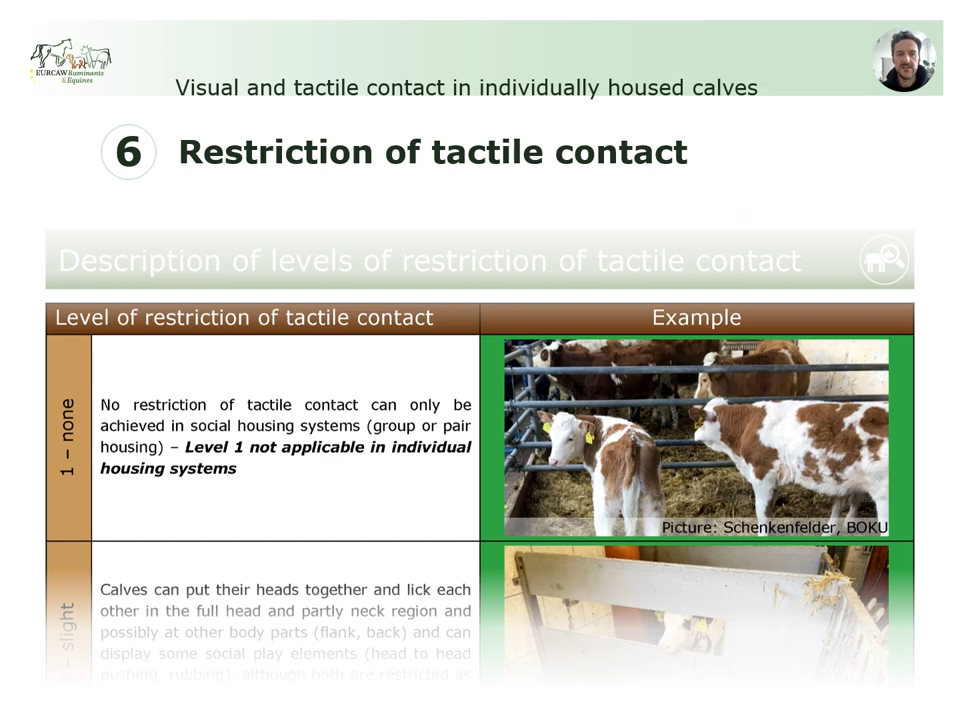 EURCAW Ruminants
& Equines
Visual and tactile contact in individually housed calves
6 Restriction of tactile contact
Description of levels of restriction of tactile contact
Level of restriction of tactile contact
Example
1 – none
No restriction of tactile contact can only be
achieved in social housing systems (group or pair
housing) – Level 1 not applicable in individual
housing systems
Picture: Schenkenfelder, BOKU
– slight
Calves can put their heads together and lick each
other in the full head and partly neck region and
possibly at other body parts (flank, back) and can
display some social play elements (head to head
pushing, rubbing), although both are restricted as